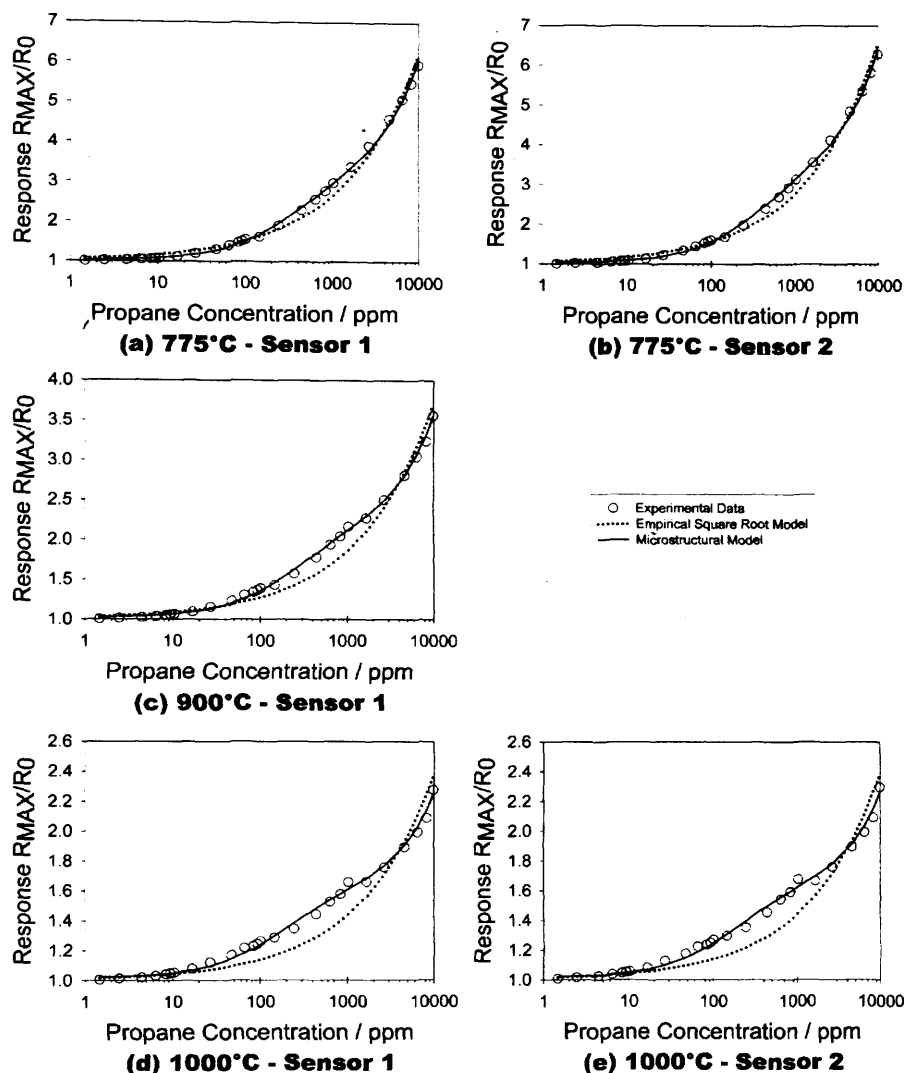 7
6
5
4
3
2
1
Response RMAX/R0
1 10 100 1000 10000
Propane Concentration / ppm
(a) 775°C - Sensor 1
7
6
5
4
3
2
1
Response RMAX/R0
1 10 100 1000 10000
Propane Concentration / ppm
(b) 775°C - Sensor 2
4.0
3.5
3.0
2.5
2.0
1.5
1.0
Response RMAX/R0
1 10 100 1000 10000
Propane Concentration / ppm
(c) 900°C - Sensor 1
Experimental Data
Empirical Square Root Model
Microstructural Model
2.6
2.4
2.2
2.0
1.8
1.6
1.4
1.2
1.0
Response RMAX/R0
1 10 100 1000 10000
Propane Concentration / ppm
(d) 1000°C - Sensor 1
2.6
2.4
2.2
2.0
1.8
1.6
1.4
1.2
1.0
Response RMAX/R0
1 10 100 1000 10000
Propane Concentration / ppm
(e) 1000°C - Sensor 2